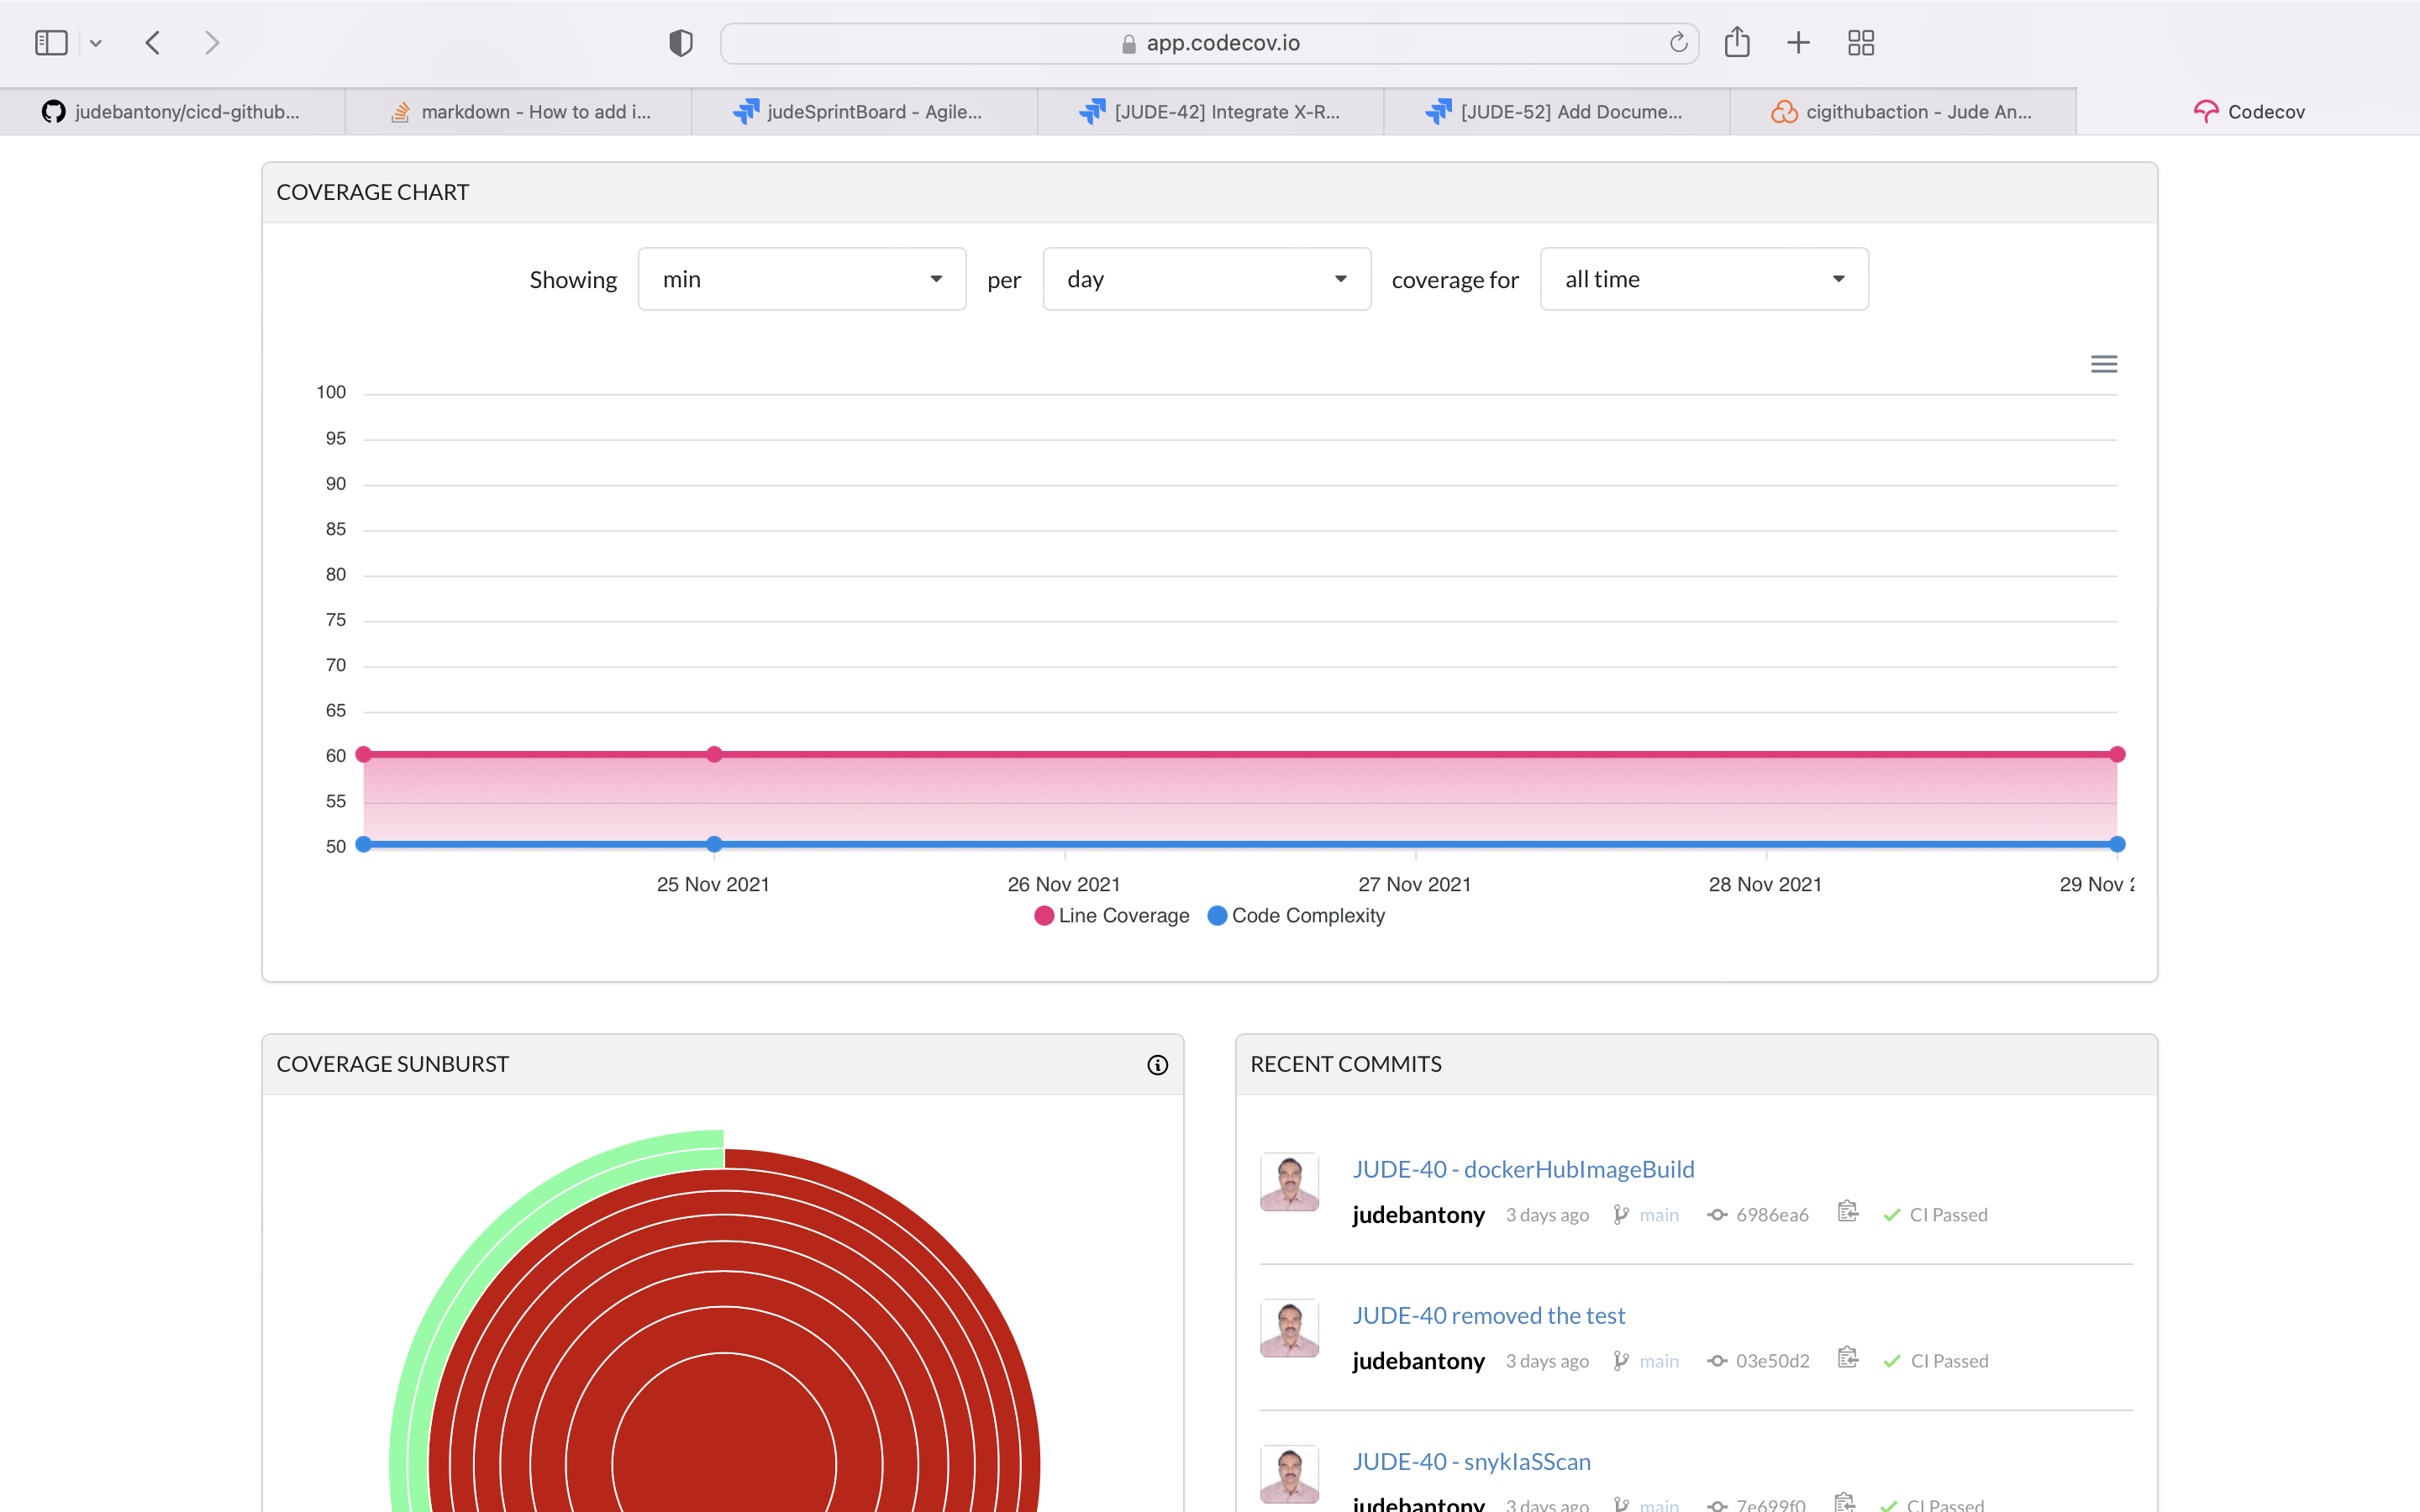 app.codecov.io
judebantony/cicd-github...
markdown - How to add i...
judeSprintBoard - Agile...
[JUDE-42] Integrate X-R...
[JUDE-52] Add Docume...
cigithubaction - Jude An...
Codecov
COVERAGE CHART
Showing min per day coverage for all time
100
95
90
85
80
75
70
65
60
55
50
25 Nov 2021 26 Nov 2021 27 Nov 2021 28 Nov 2021 29 Nov
Line Coverage Code Complexity
COVERAGE SUNBURST
RECENT COMMITS
JUDE-40 - dockerHubImageBuild
judebantony 3 days ago main 6986ea6 CI Passed
JUDE-40 removed the test
judebantony 3 days ago main 03e50d2 CI Passed
JUDE-40 - snykIaSScan
judebantony 3 days ago main 7e699f0 CI Passed